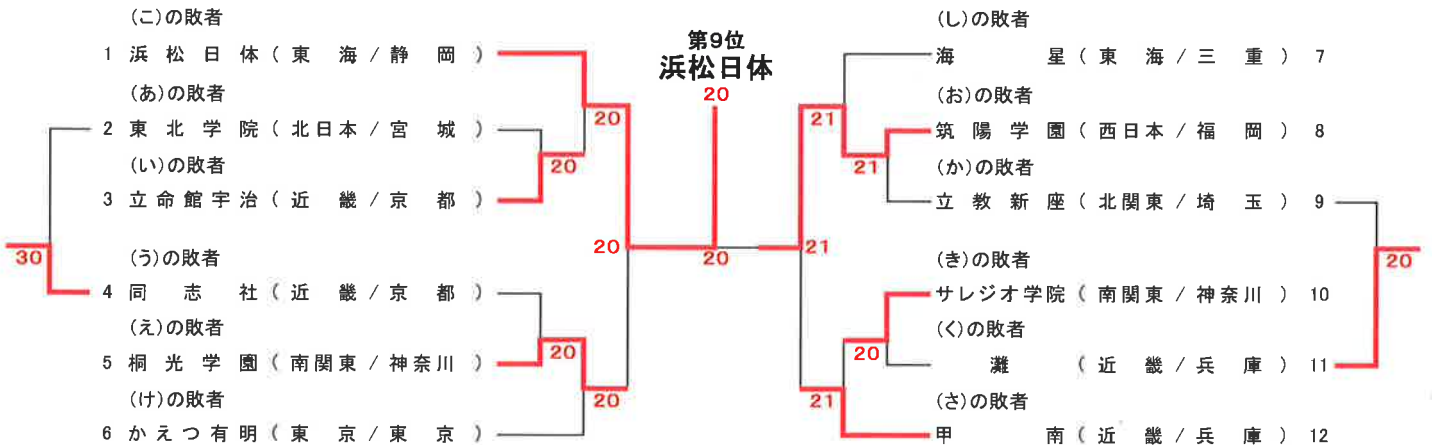 (こ)の敗者
1 浜松日体(東海/静岡)
(あ)の敗者
2 東北学院(北日本/宮城)
(い)の敗者
3 立命館宇治(近畿/京都)
(う)の敗者
4 同志社(近畿/京都)
(え)の敗者
5 桐光学園(南関東/神奈川)
(け)の敗者
6 かえつ有明(東京/東京)
30
20
20
20
20
20
第9位
浜松日体
20
20
21
21
21
20
21
(し)の敗者
海星(東海/三重) 7
(お)の敗者
筑陽学園(西日本/福岡) 8
(か)の敗者
立教新座(北関東/埼玉) 9
(き)の敗者
サレジオ学院(南関東/神奈川) 10
(く)の敗者
灘(近畿/兵庫) 11
(さ)の敗者
甲南(近畿/兵庫) 12
20